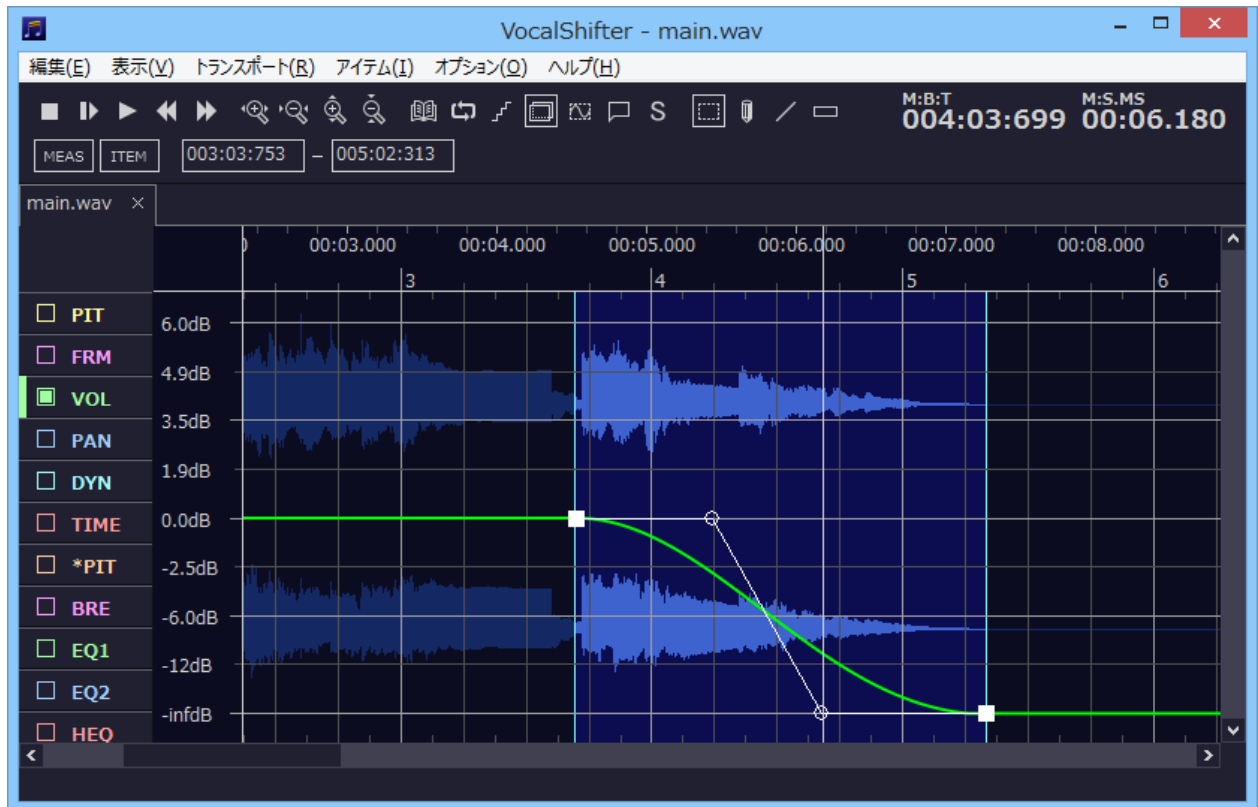 VocalShifter - main.wav
編集(E) 表示(V) トランスポート(R) アイテム(I) オプション(O) ヘルプ(H)
S
M:B:T M:S.MS
004:03:699 00:06.180
MEAS ITEM 003:03:753 – 005:02:313
main.wav ×
00:03.000 00:04.000 00:05.000 00:06.000 00:07.000 00:08.000
3 4 5 6
PIT
6.0dB
FRM
4.9dB
VOL
3.5dB
PAN
1.9dB
DYN
0.0dB
TIME
-2.5dB
*PIT
BRE
-6.0dB
EQ1
-12dB
EQ2
-infdB
HEQ